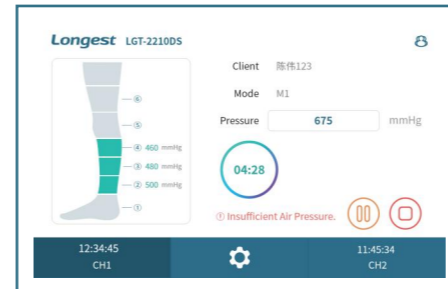 Longest LGT-2210DS
Client 陈伟123
Mode M1
Pressure 675 mmHg
⑥
⑤
④ 460 mmHg
③ 480 mmHg
② 500 mmHg
①
04:28
① Insufficient Air Pressure.
12:34:45
CH1
11:45:34
CH2